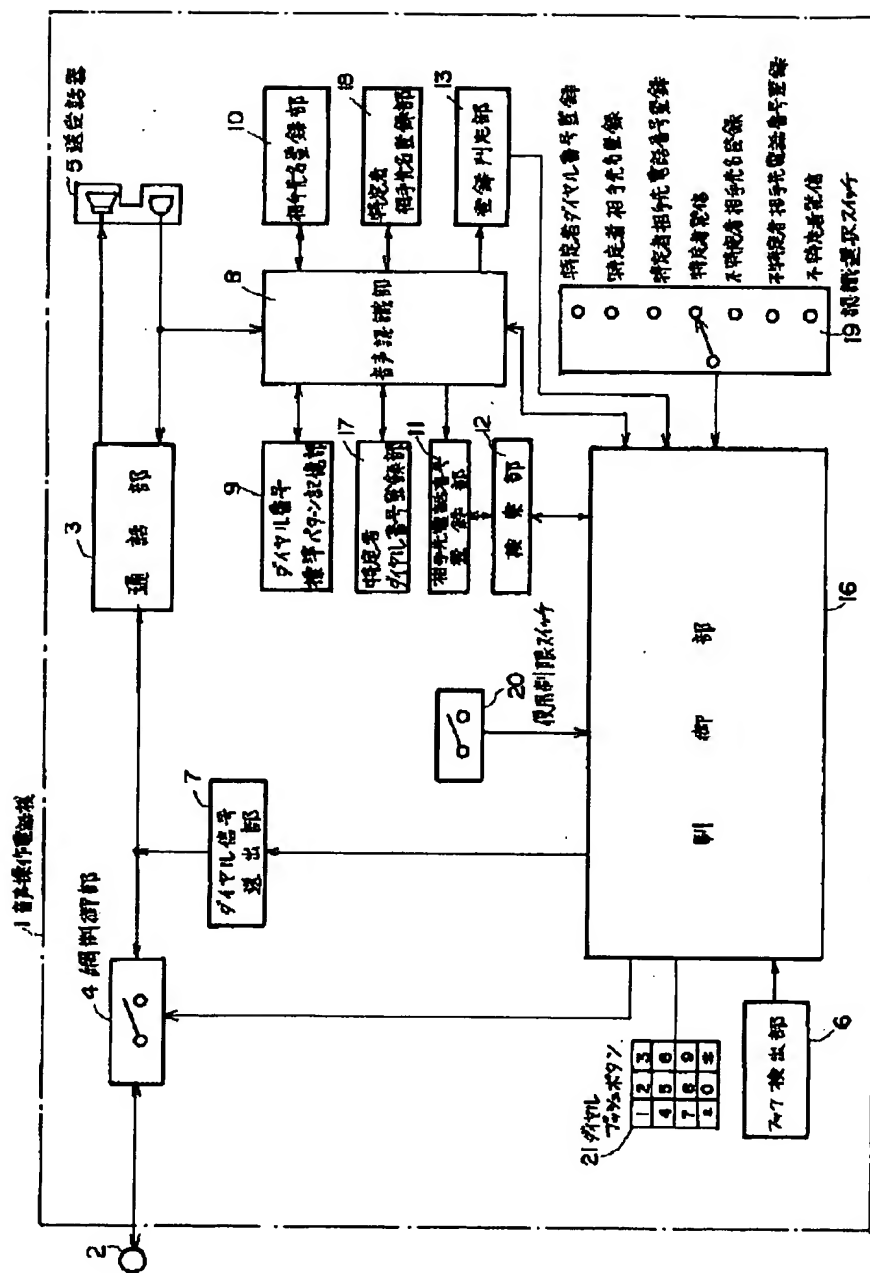 1 音声操作電話機
2
4 網制御部
3
通話部
5 送受話器
7
ダイヤル信号
送出部
8
音声認識部
9
ダイヤル番号
標準パターン記憶部
17
特定者
ダイヤル番号登録部
11
相手先電話番号
登録部
12
検索部
10
相手先名登録部
18
特定者
相手先名登録部
13
登録判定部
特定者ダイヤル番号登録
特定者相手先名登録
特定者相手先電話番号登録
特定者発信
不特定者相手先名登録
不特定者相手先電話番号登録
不特定者発信
19 認識選択スイッチ
20
使用制限スイッチ
制御部
16
21 ダイヤル
プッシュボタン
1 2 3
4 5 6
7 8 9
* 0 #
フック検出部
6